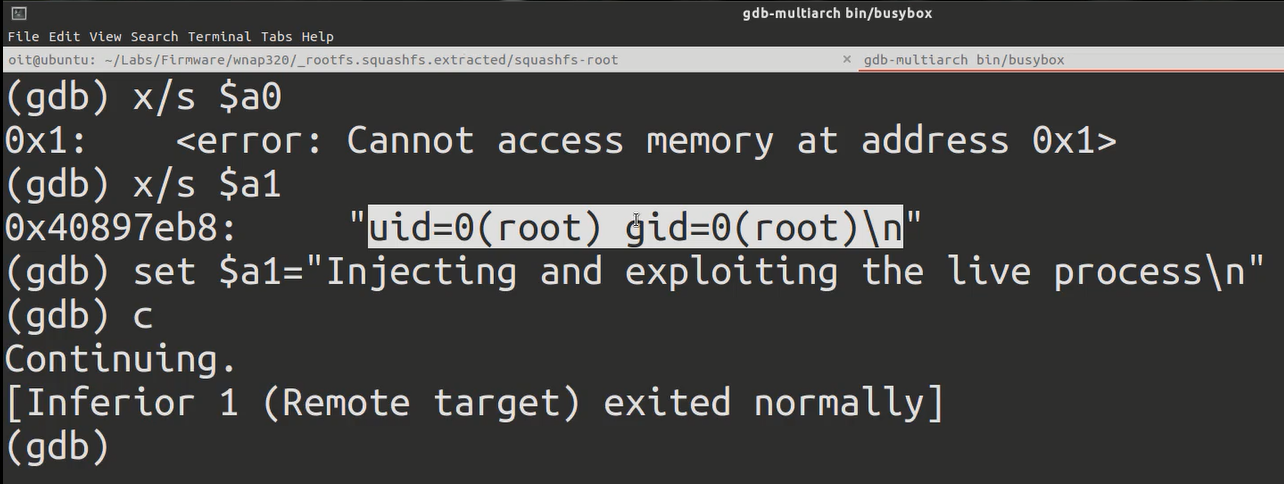 gdb-multiarch bin/busybox
File Edit View Search Terminal Tabs Help
oit@ubuntu: ~/Labs/Firmware/wnap320/_rootfs.squashfs.extracted/squashfs-root × gdb-multiarch bin/busybox
(gdb) x/s $a0
0x1: <error: Cannot access memory at address 0x1>
(gdb) x/s $a1
0x40897eb8: "uid=0(root) gid=0(root)\n"
(gdb) set $a1="Injecting and exploiting the live process\n"
(gdb) c
Continuing.
[Inferior 1 (Remote target) exited normally]
(gdb)